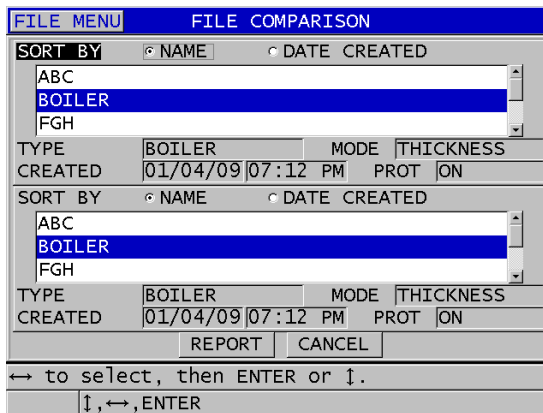 FILE MENU FILE COMPARISON
SORT BY NAME DATE CREATED
ABC
BOILER
FGH
TYPE BOILER MODE THICKNESS
CREATED 01/04/09 07:12 PM PROT ON
SORT BY NAME DATE CREATED
ABC
BOILER
FGH
TYPE BOILER MODE THICKNESS
CREATED 01/04/09 07:12 PM PROT ON
REPORT CANCEL
↔ to select, then ENTER or ↕.
↕,↔,ENTER